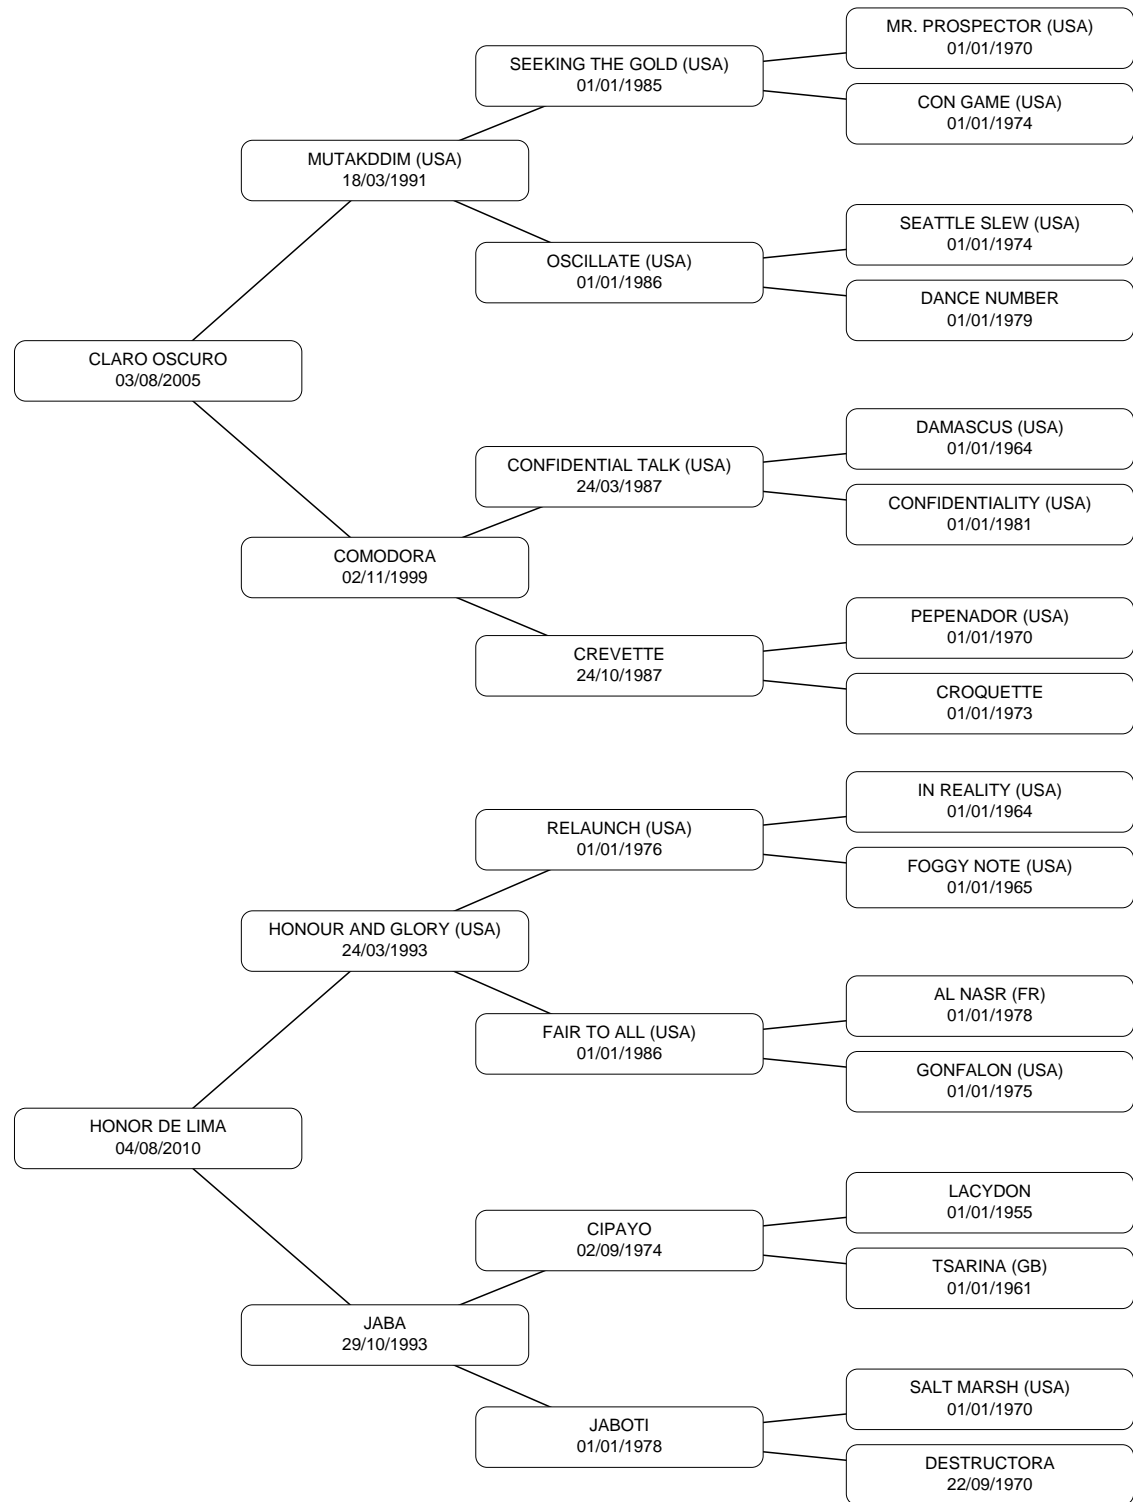 MR. PROSPECTOR (USA)
01/01/1970
SEEKING THE GOLD (USA)
01/01/1985
CON GAME (USA)
01/01/1974
MUTAKDDIM (USA)
18/03/1991
SEATTLE SLEW (USA)
01/01/1974
OSCILLATE (USA)
01/01/1986
DANCE NUMBER
01/01/1979
CLARO OSCURO
03/08/2005
DAMASCUS (USA)
01/01/1964
CONFIDENTIAL TALK (USA)
24/03/1987
CONFIDENTIALITY (USA)
01/01/1981
COMODORA
02/11/1999
PEPENADOR (USA)
01/01/1970
CREVETTE
24/10/1987
CROQUETTE
01/01/1973
IN REALITY (USA)
01/01/1964
RELAUNCH (USA)
01/01/1976
FOGGY NOTE (USA)
01/01/1965
HONOUR AND GLORY (USA)
24/03/1993
AL NASR (FR)
01/01/1978
FAIR TO ALL (USA)
01/01/1986
GONFALON (USA)
01/01/1975
HONOR DE LIMA
04/08/2010
LACYDON
01/01/1955
CIPAYO
02/09/1974
TSARINA (GB)
01/01/1961
JABA
29/10/1993
SALT MARSH (USA)
01/01/1970
JABOTI
01/01/1978
DESTRUCTORA
22/09/1970